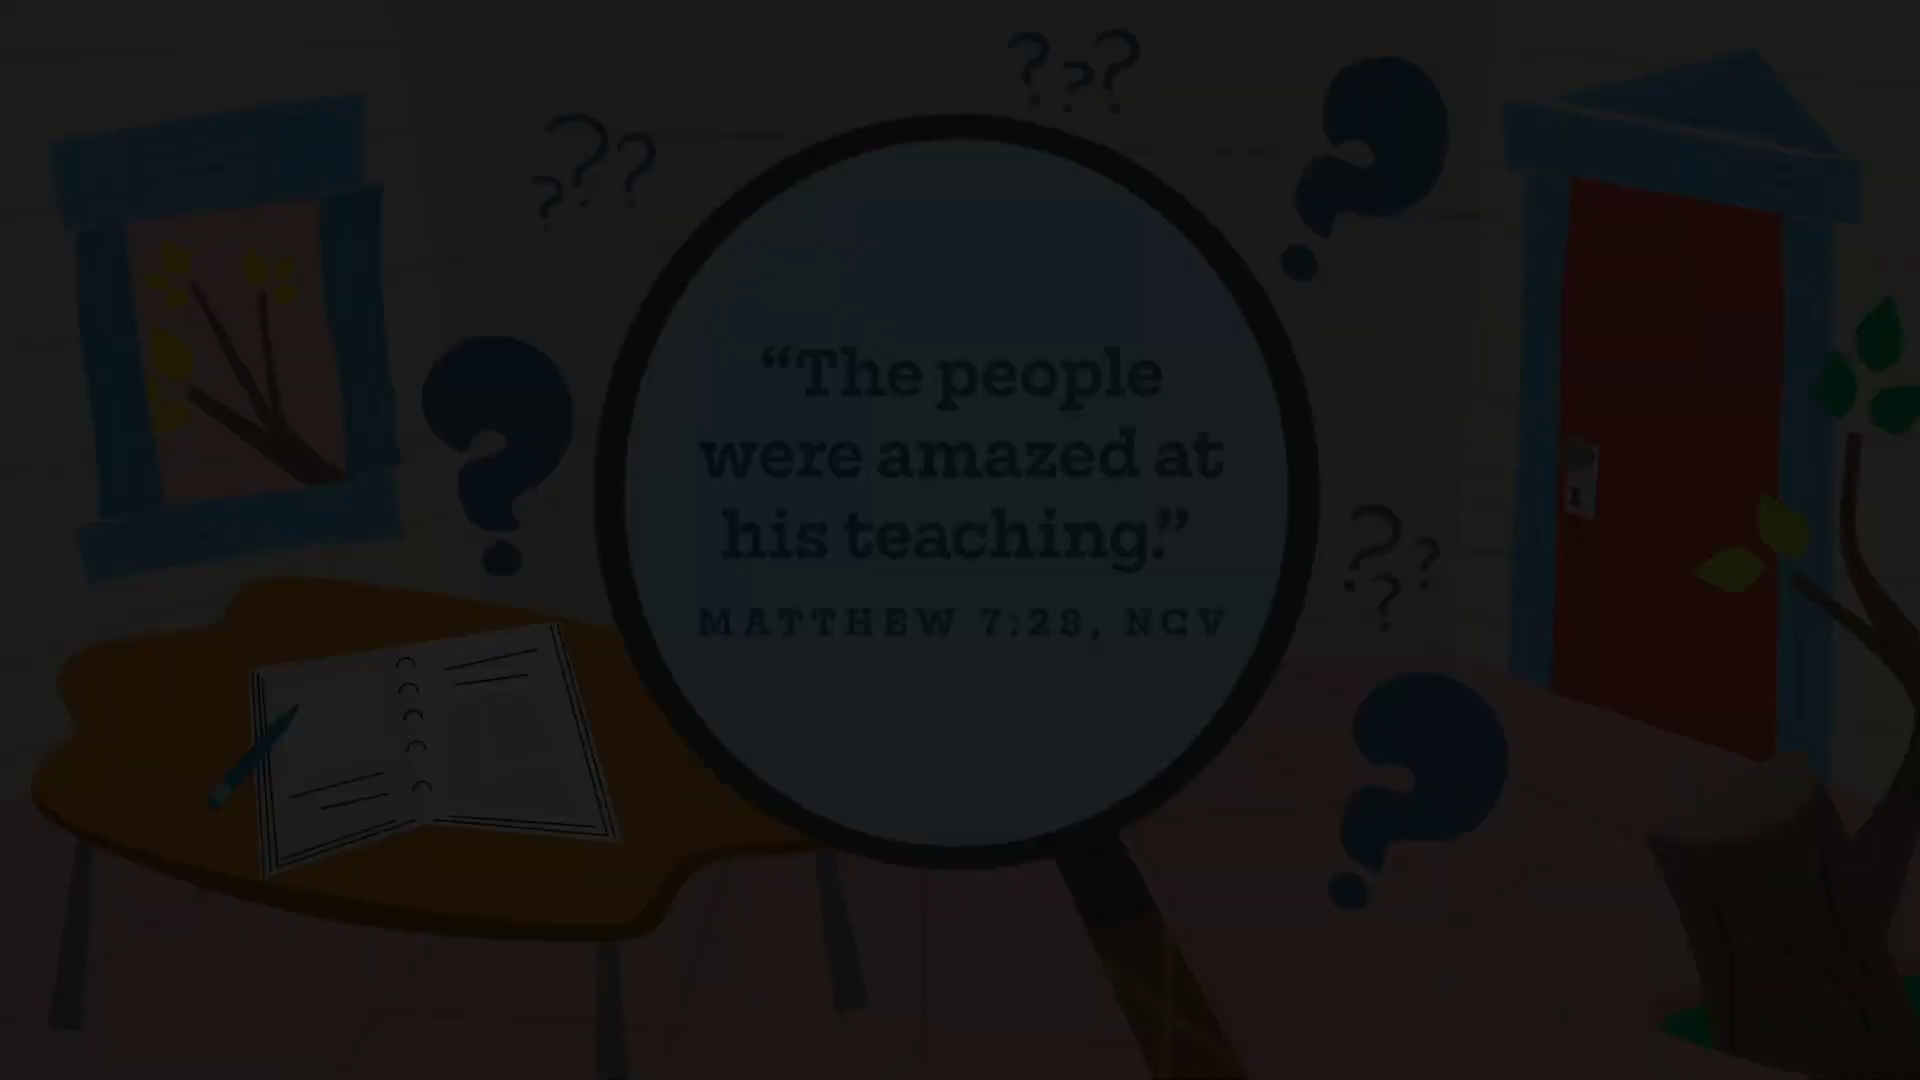 “The people
were amazed at
his teaching.”
MATTHEW 7:28, NCV